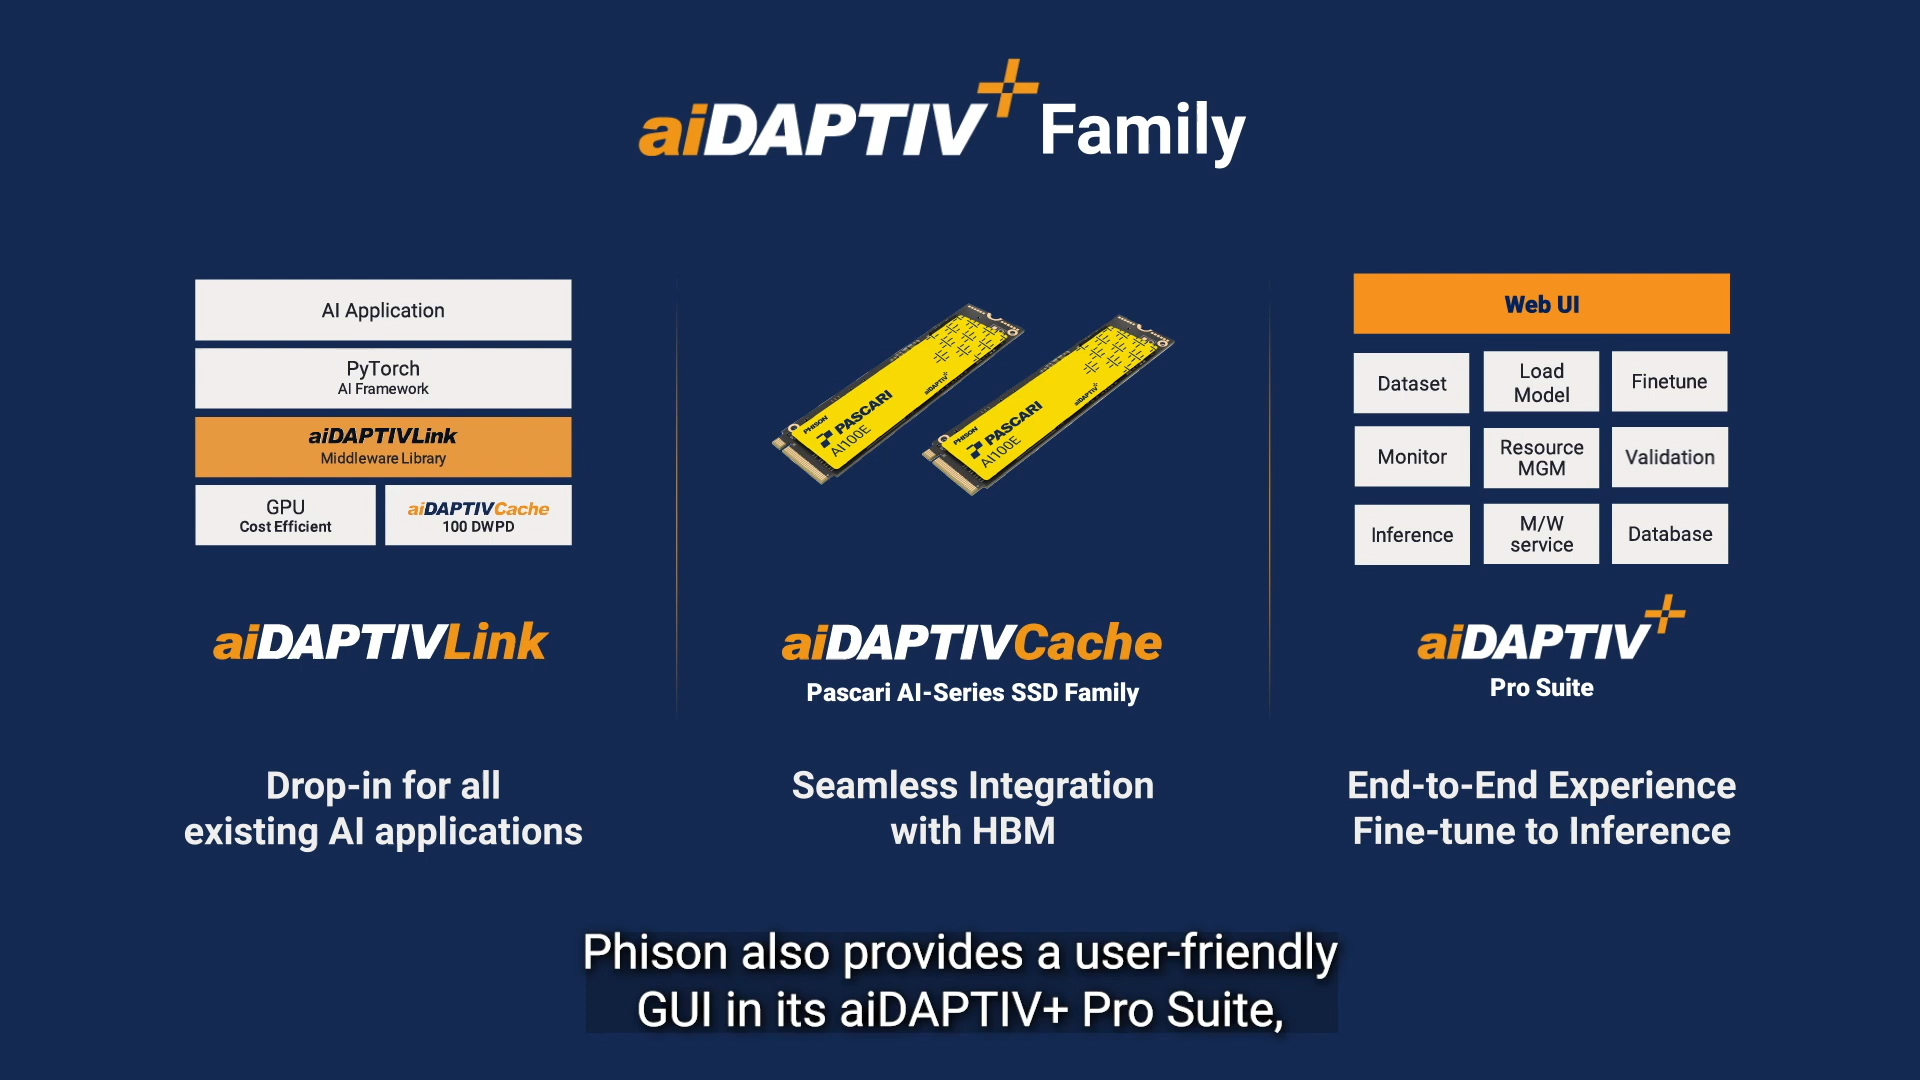 aiDAPTIV+ Family
AI Application
PyTorch
AI Framework
aiDAPTIVLink
Middleware Library
GPU
Cost Efficient
aiDAPTIVCache
100 DWPD
aiDAPTIVLink
Drop-in for all
existing AI applications
PHISON
PASCARI
AI100E
aiDAPTIV+
PHISON
PASCARI
AI100E
aiDAPTIV+
aiDAPTIVCache
Pascari AI-Series SSD Family
Seamless Integration
with HBM
Web UI
Dataset
Load
Model
Finetune
Monitor
Resource
MGM
Validation
Inference
M/W
service
Database
aiDAPTIV+
Pro Suite
End-to-End Experience
Fine-tune to Inference
Phison also provides a user-friendly
GUI in its aiDAPTIV+ Pro Suite,